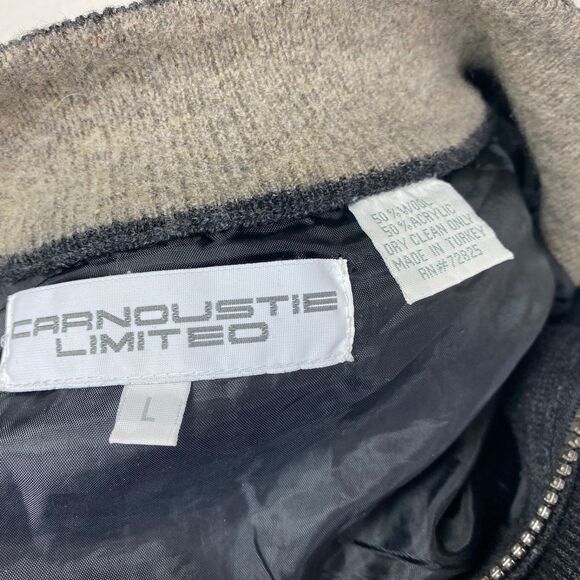 CARNOUSTIE
LIMITED
L
50% WOOL
50% ACRYLIC
DRY CLEAN ONLY
MADE IN TURKEY
RN#72825